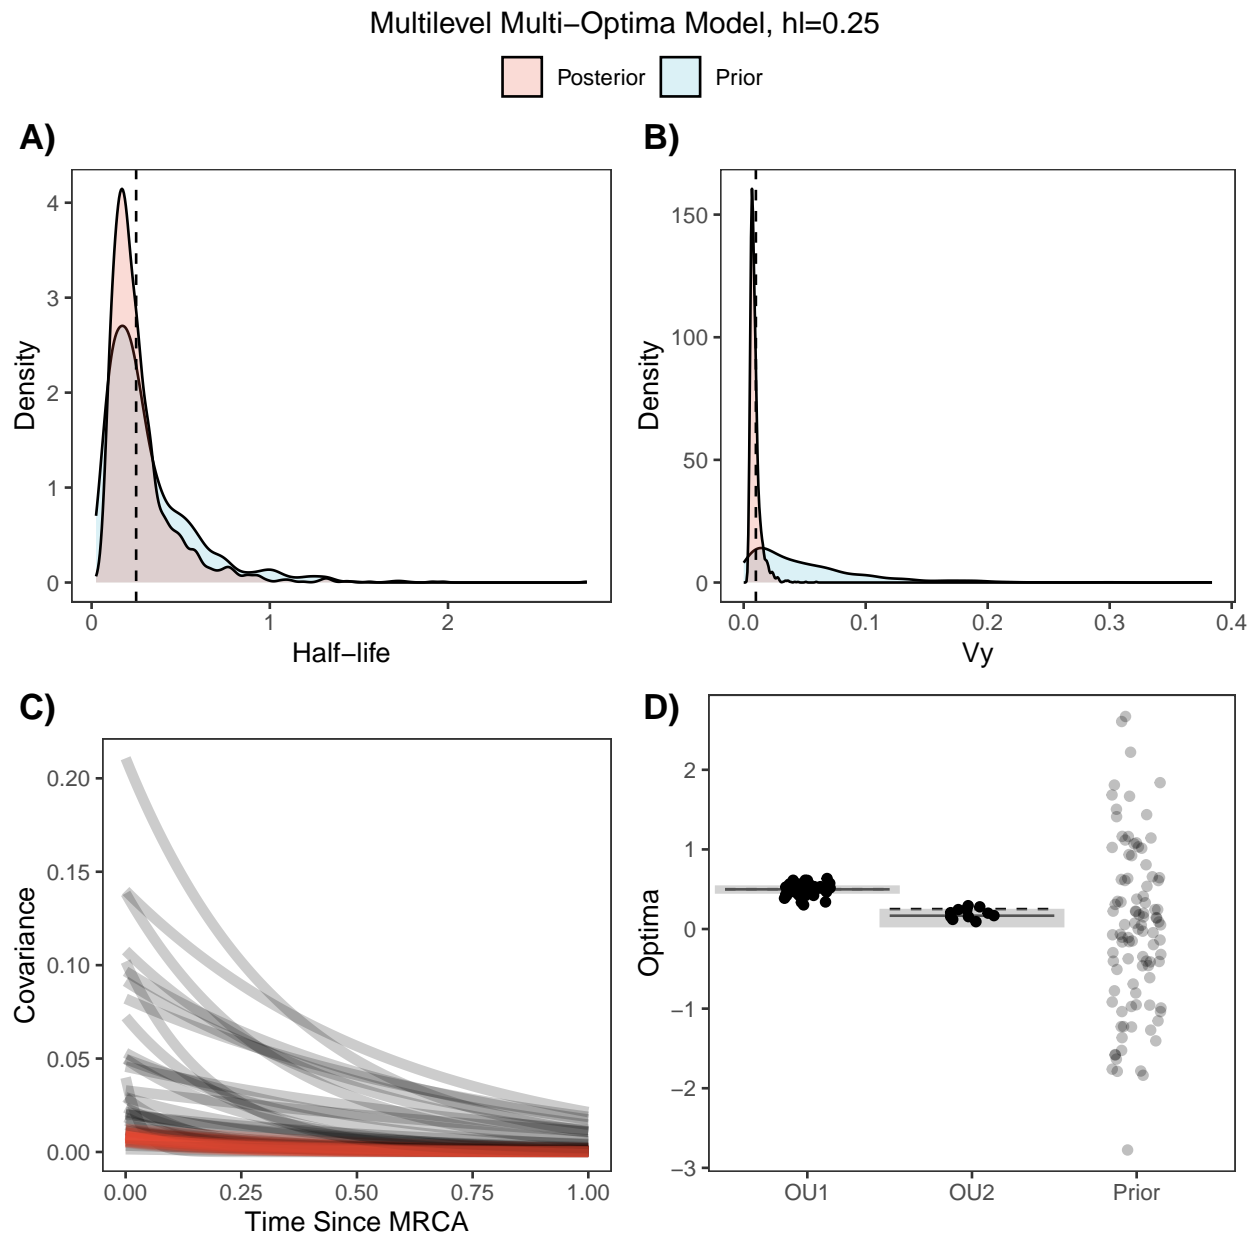 Multilevel Multi−Optima Model, hl=0.25
Posterior Prior
A)
4
3
2
1
0
Density
0 1 2
Half−life
B)
150
100
50
0
Density
0.0 0.1 0.2 0.3 0.4
Vy
C)
0.20
0.15
0.10
0.05
0.00
Covariance
0.00 0.25 0.50 0.75 1.00
Time Since MRCA
D)
2
1
0
−1
−2
−3
Optima
OU1 OU2 Prior